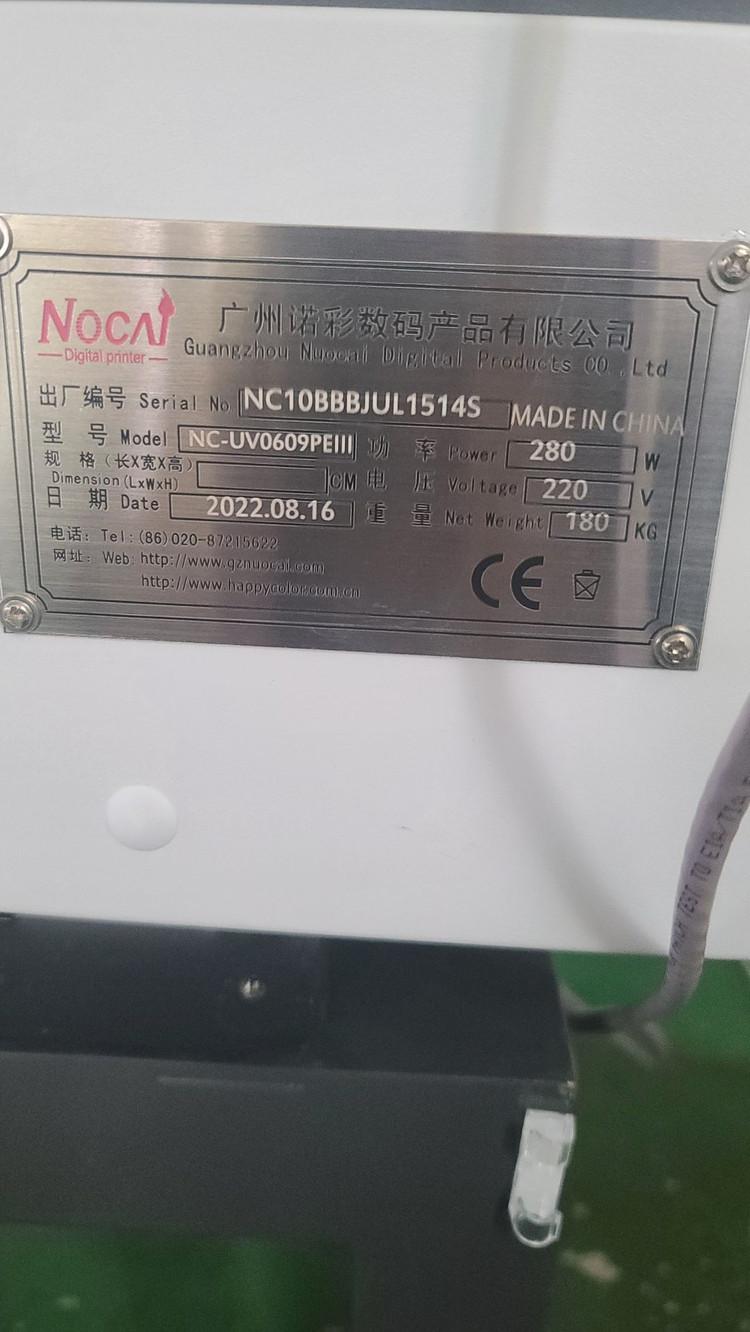 NOCAI
Digital printer
广州诺彩数码产品有限公司
Guangzhou Nuocai Digital Products CO.,Ltd
出厂编号 Serial No NC10BBBJUL1514S MADE IN CHINA
型 号 Model NC-UV0609PEIII 功 率 Power 280 W
规 格(长X宽X高) Dimension(LxWxH) CM 电 压 Voltage 220 V
日 期 Date 2022.08.16 重 量 Net Weight 180 KG
电话: Tel:(86)020-87215622
网址: Web: http://www.gznuocai.com
http://www.happycolor.com.cn
CE
TEST TO EIA/TIA